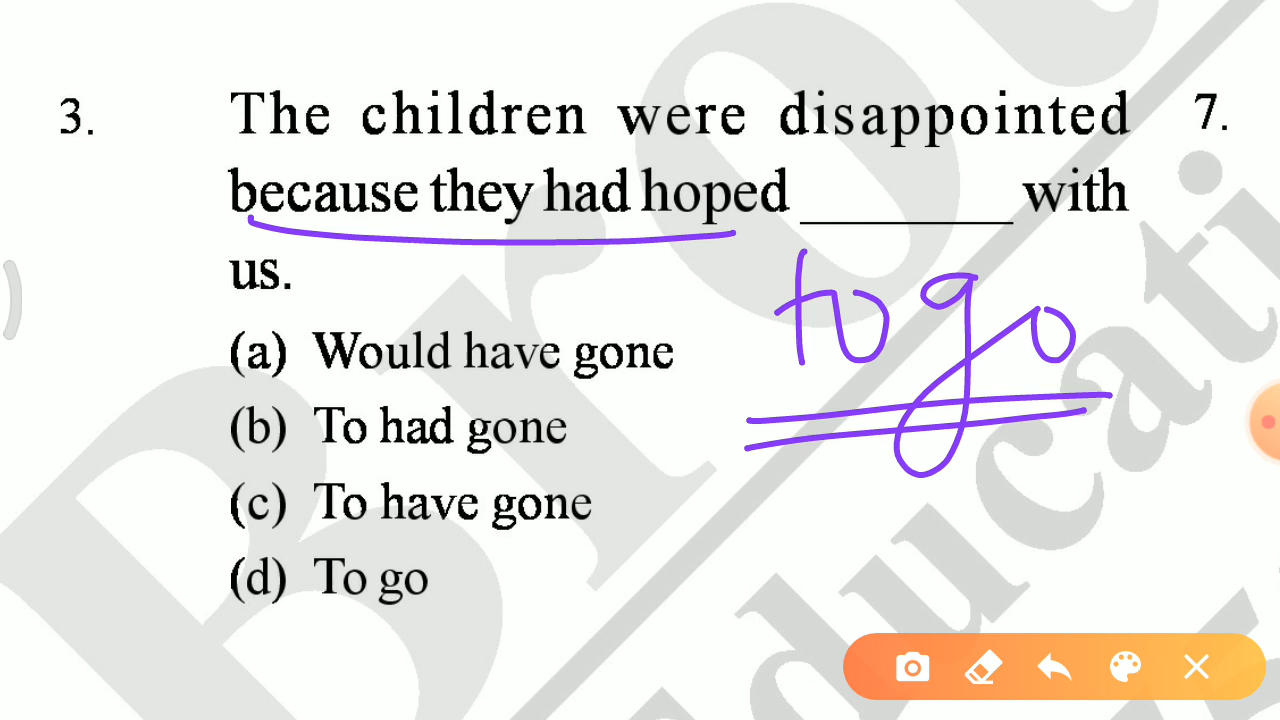 3. The children were disappointed 7.
because they had hoped ________ with
us.
to go
(a) Would have gone
(b) To had gone
(c) To have gone
(d) To go